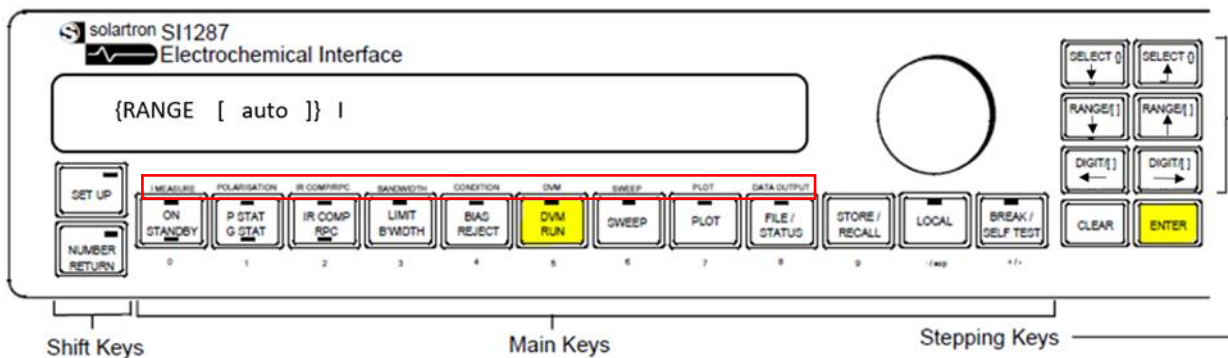 solartron SI1287
Electrochemical Interface
{RANGE [ auto ]} I
SELECT {} SELECT {}
RANGE/[ ] RANGE/[ ]
DIGIT/[ ] DIGIT/[ ]
SET UP
I MEASURE POLARISATION IR COMP/RPC BANDWIDTH CONDITION DVM SWEEP PLOT DATA OUTPUT
ON STANDBY
P STAT G STAT
IR COMP RPC
LIMIT B'WIDTH
BIAS REJECT
DVM RUN
SWEEP
PLOT
FILE / STATUS
STORE / RECALL
LOCAL
BREAK / SELF TEST
CLEAR
ENTER
NUMBER RETURN
0 1 2 3 4 5 6 7 8 9 · / exp + / -
Shift Keys
Main Keys
Stepping Keys